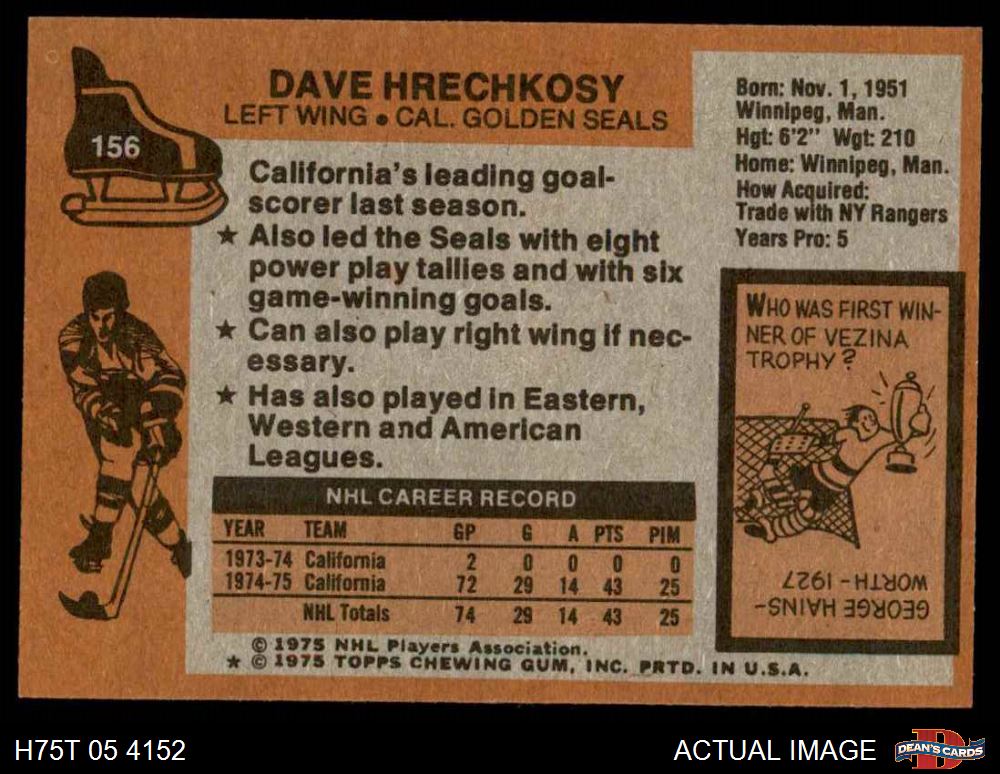 156
DAVE HRECHKOSY
LEFT WING • CAL. GOLDEN SEALS
California's leading goal-
scorer last season.
★ Also led the Seals with eight
power play tallies and with six
game-winning goals.
★ Can also play right wing if nec-
essary.
★ Has also played in Eastern,
Western and American
Leagues.
Born: Nov. 1, 1951
Winnipeg, Man.
Hgt: 6'2" Wgt: 210
Home: Winnipeg, Man.
How Acquired:
Trade with NY Rangers
Years Pro: 5
WHO WAS FIRST WIN-
NER OF VEZINA
TROPHY?
GEORGE HAINS-
WORTH - 1927
NHL CAREER RECORD
YEAR TEAM GP G A PTS PIM
1973-74 California 2 0 0 0 0
1974-75 California 72 29 14 43 25
NHL Totals 74 29 14 43 25
© 1975 NHL Players Association.
★ © 1975 TOPPS CHEWING GUM, INC. PRTD. IN U.S.A.
H75T 05 4152
ACTUAL IMAGE
D
DEAN'S CARDS